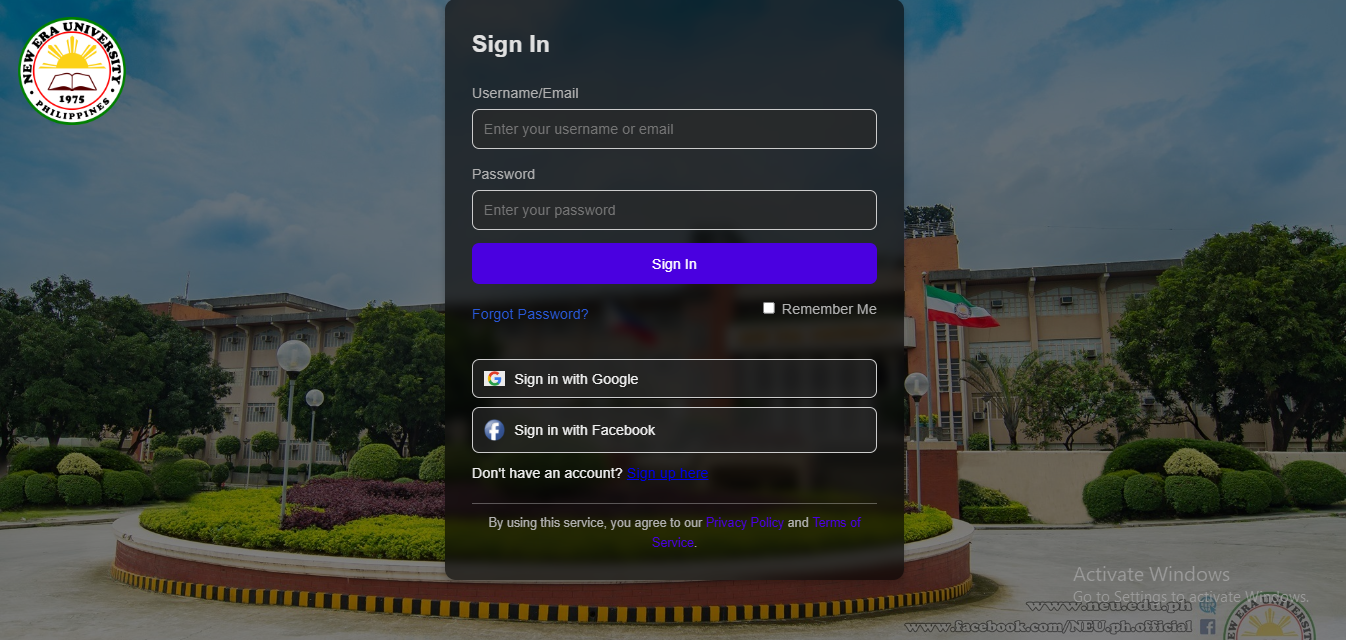 NEW ERA UNIVERSITY
1975
PHILIPPINES
Sign In
Username/Email
Enter your username or email
Password
Enter your password
Sign In
Forgot Password?
Remember Me
Sign in with Google
Sign in with Facebook
Don't have an account? Sign up here
By using this service, you agree to our Privacy Policy and Terms of
Service.
Activate Windows
Go to Settings to activate Windows.
www.neu.edu.ph
www.facebook.com/NEU.ph.official
NEW ERA UNIVERSITY